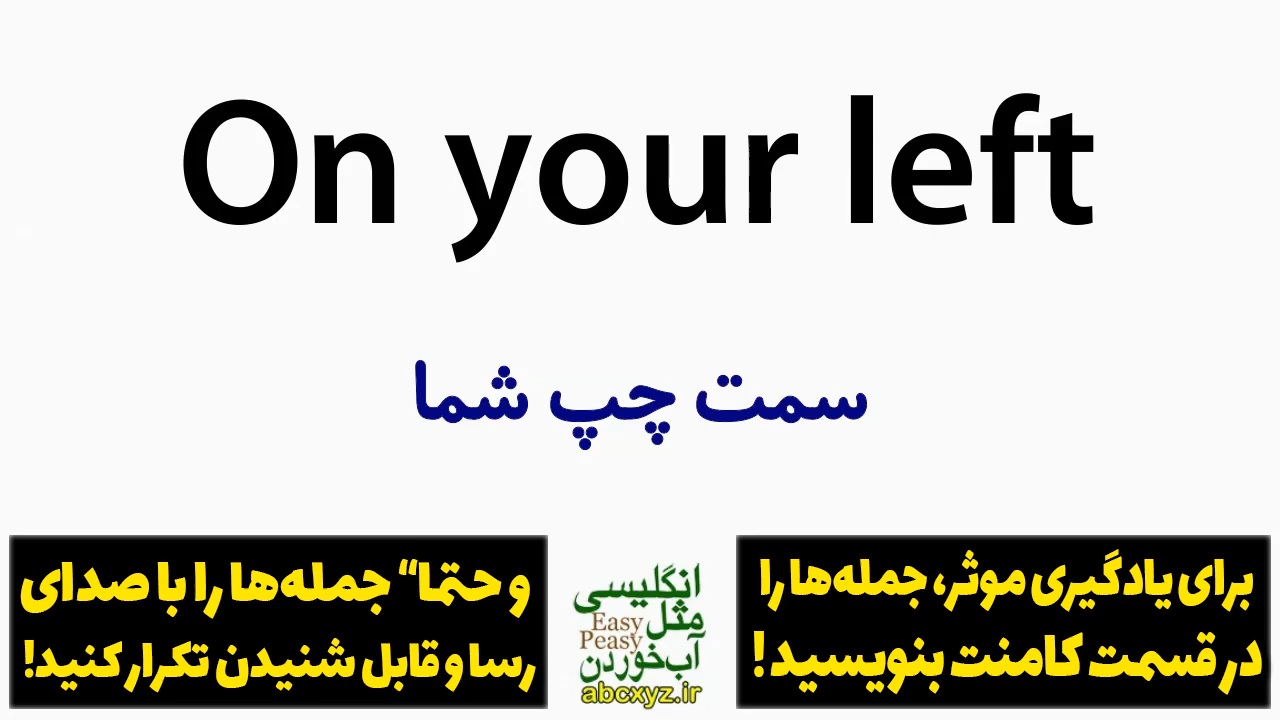 On your left
سمت چپ شما
برای یادگیری موثر، جمله‌ها را
در قسمت کامنت بنویسید!
انگلیسی
مثل
Easy
Peasy
آب‌خوردن
abcxyz.ir
و حتما“ جمله‌ها را با صدای
رسا و قابل شنیدن تکرار کنید!